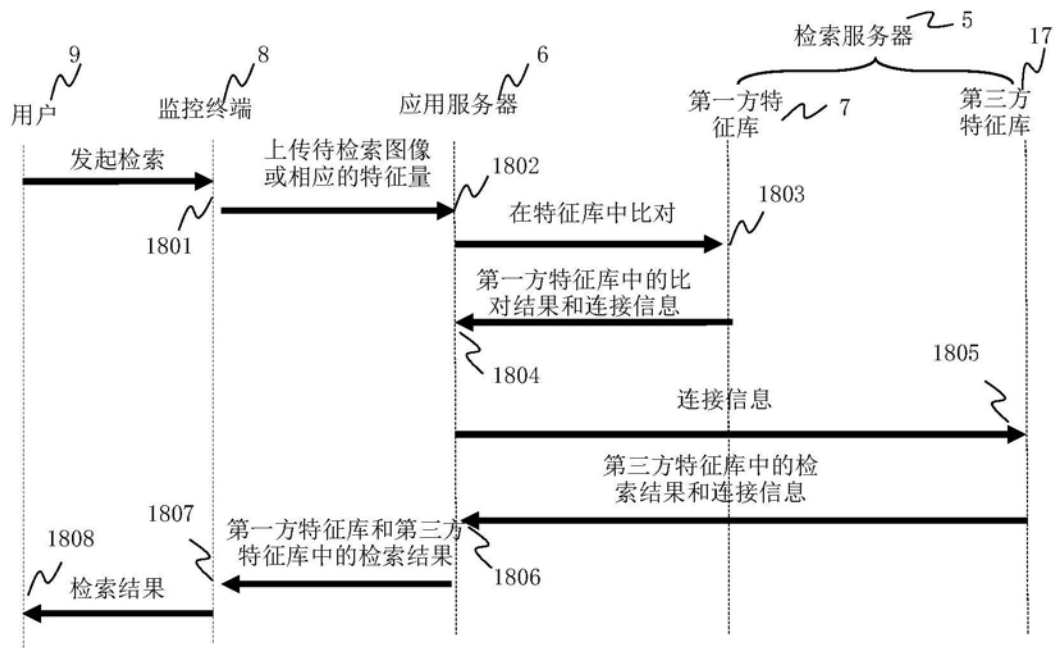 5
检索服务器
17
9
8
6
用户
监控终端
应用服务器
第一方特
征库
7
第三方
特征库
发起检索
上传待检索图像
或相应的特征量
1802
1801
在特征库中比对
1803
第一方特征库中的比
对结果和连接信息
1804
1805
连接信息
第三方特征库中的检
索结果和连接信息
1807
第一方特征库和第三方
特征库中的检索结果
1806
1808
检索结果